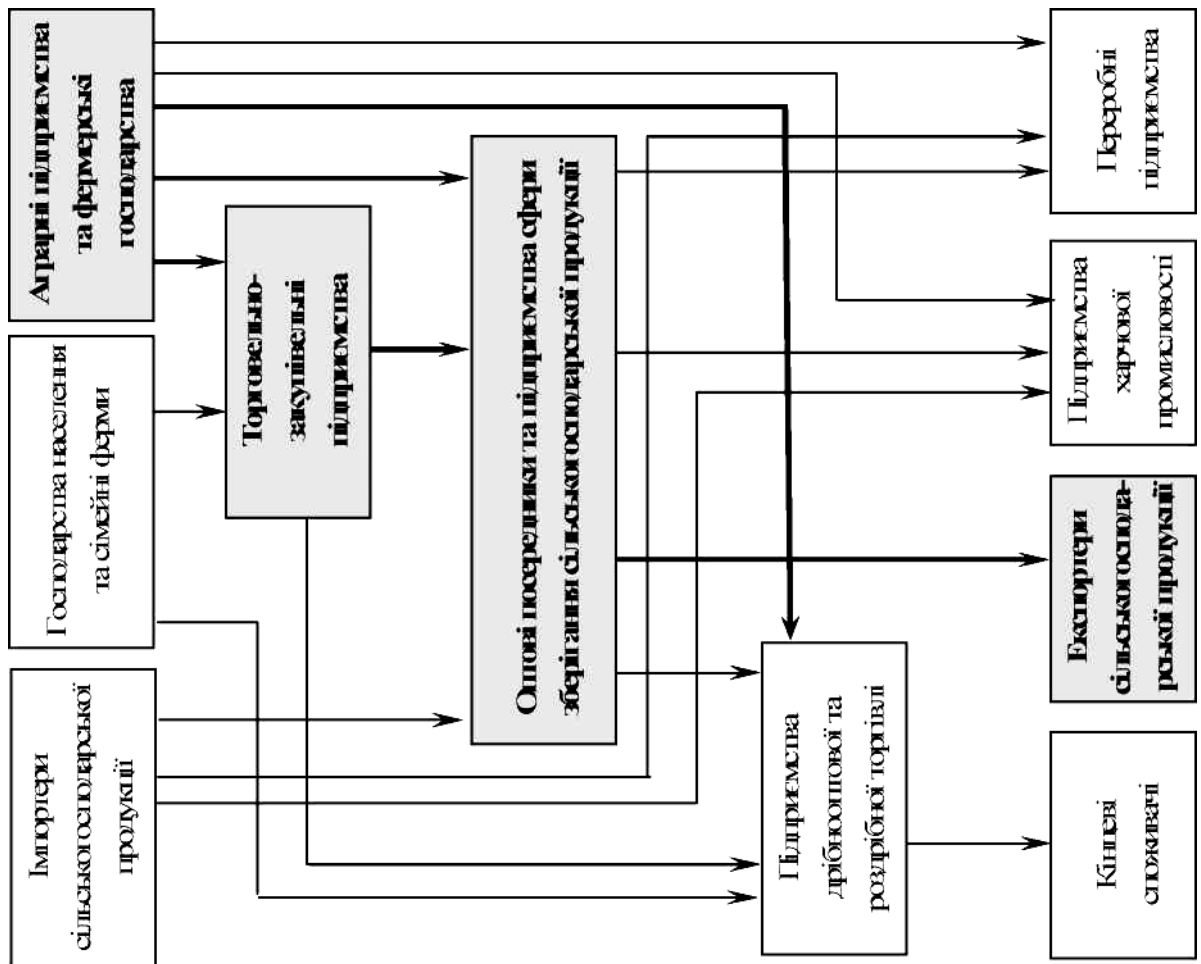 Імпортери
сільськогосподарської
продукції
Господарства населення
та сімейні ферми
Аграрні підприємства
та фермерські
господарства
Торговельно-
закупівельні
підприємства
Оптові посередники та підприємства сфери
зберігання сільськогосподарської продукції
Підприємства
дрібнооптової та
роздрібної торгівлі
Кінцеві
споживачі
Експортери
сільськогоспода-
рської продукції
Підприємства
харчової
промисловості
Переробні
підприємства